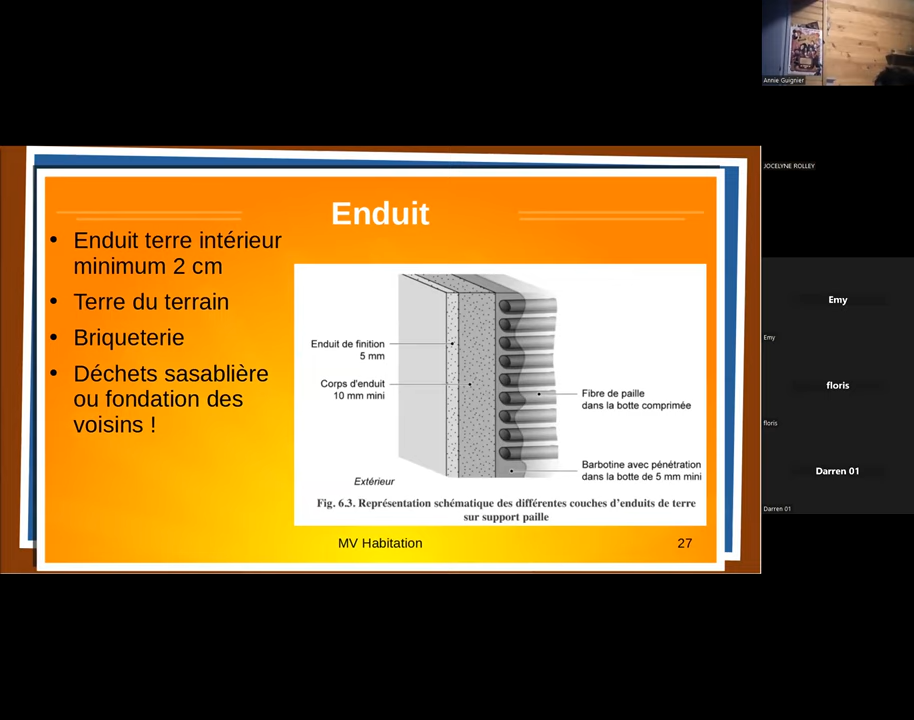 Enduit
• Enduit terre intérieur
minimum 2 cm
• Terre du terrain
• Briqueterie
• Déchets sasablière
ou fondation des
voisins !
Enduit de finition
5 mm
Corps d'enduit
10 mm mini
Fibre de paille
dans la botte comprimée
Barbotine avec pénétration
dans la botte de 5 mm mini
Extérieur
Fig. 6.3. Représentation schématique des différentes couches d'enduits de terre
sur support paille
MV Habitation
27
Annie Guignier
JOCELYNE ROLLEY
Emy
Emy
floris
floris
Darren 01
Darren 01